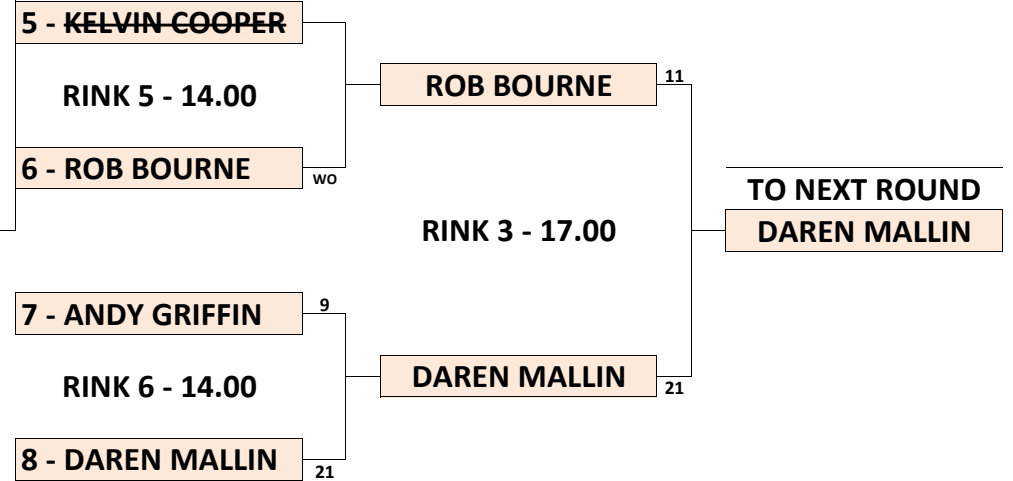 5 - KELVIN COOPER
RINK 5 - 14.00
6 - ROB BOURNE
WO
ROB BOURNE
11
RINK 3 - 17.00
TO NEXT ROUND
DAREN MALLIN
7 - ANDY GRIFFIN
9
RINK 6 - 14.00
8 - DAREN MALLIN
21
DAREN MALLIN
21